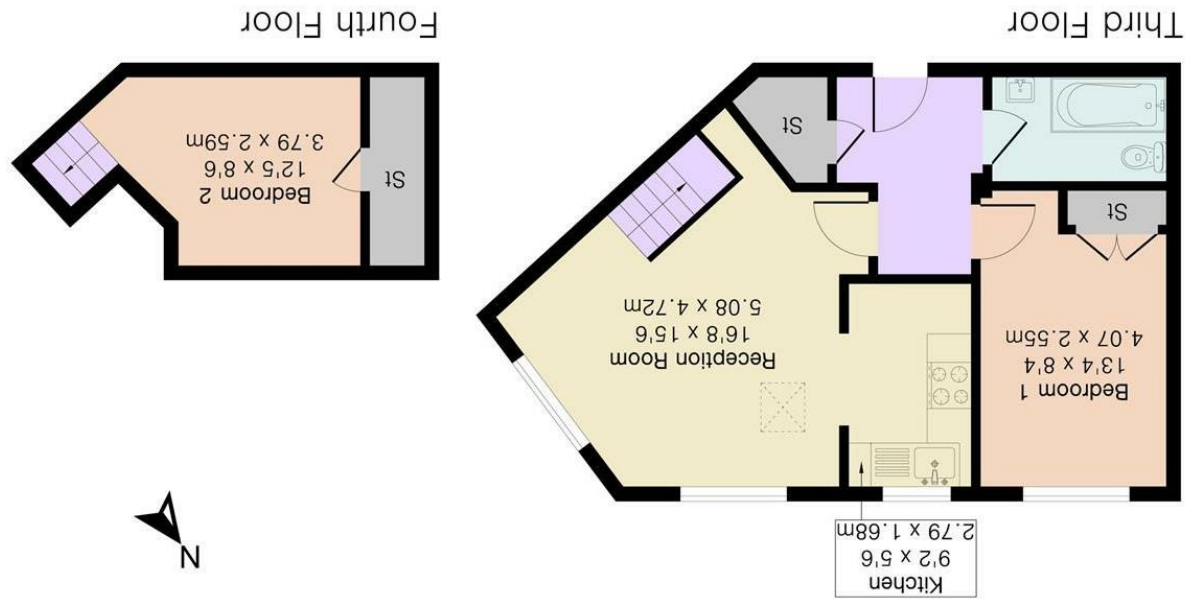 Kitchen
9'2 x 5'6
2.79 x 1.68m
N
Bedroom 1
13'4 x 8'4
4.07 x 2.55m
Reception Room
16'8 x 15'6
5.08 x 4.72m
St
St
St
Bedroom 2
12'5 x 8'6
3.79 x 2.59m
Third Floor
Fourth Floor